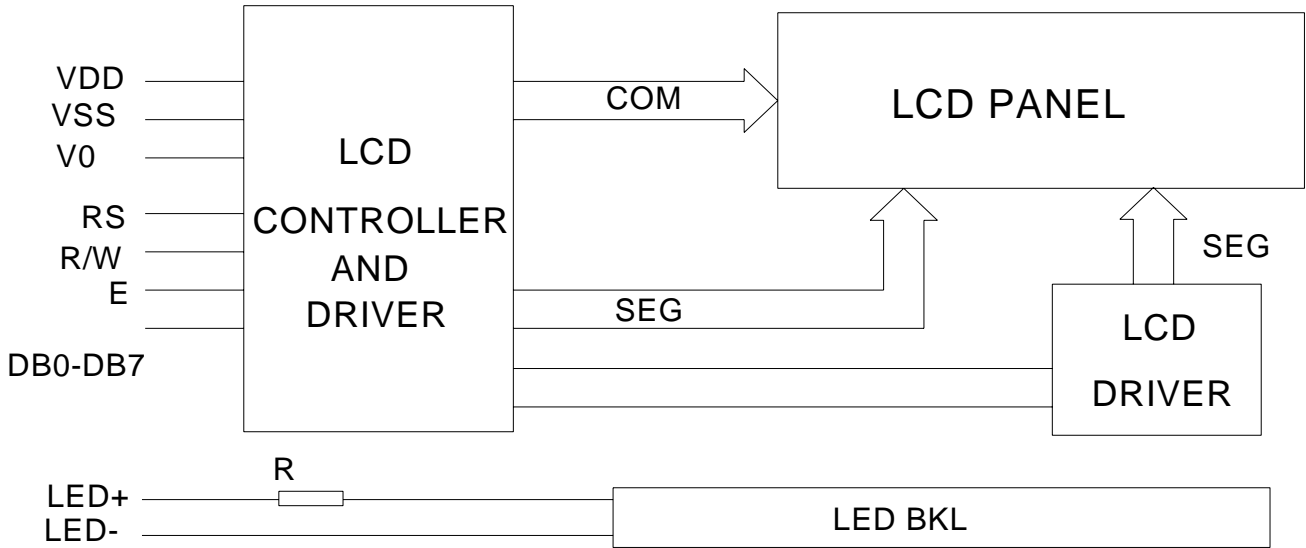 VDD
VSS
V0
RS
R/W
E
DB0-DB7
LCD
CONTROLLER
AND
DRIVER
COM
SEG
LCD PANEL
SEG
LCD
DRIVER
R
LED+
LED-
LED BKL